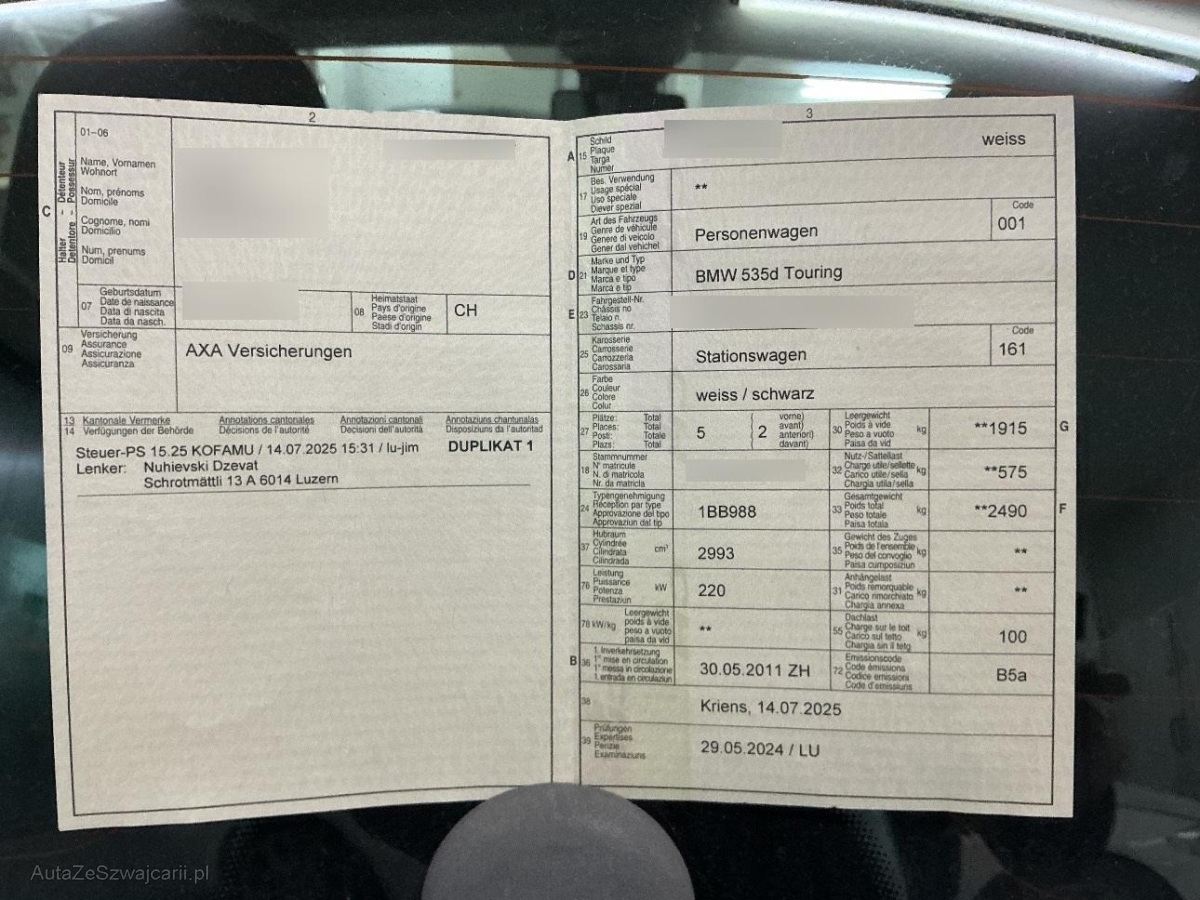 2
01-06
C
Halter - Détenteur
Detentore - Possessur
Name, Vornamen
Wohnort
Nom, prénoms
Domicile
Cognome, nomi
Domicilio
Num, prenums
Domicil
07
Geburtsdatum
Date de naissance
Data di nascita
Data da nasch.
08
Heimatstaat
Pays d'origine
Paese d'origine
Stadi d'origin
CH
09
Versicherung
Assurance
Assicurazione
Assicuranza
AXA Versicherungen
13 Kantonale Vermerke Annotations cantonales Annotazioni cantonali Annotaziuns chantunalas
14 Verfügungen der Behörde Décisions de l'autorité Decisioni dell'autorità Disposiziuns da l'autoritad
Steuer-PS 15.25 KOFAMU / 14.07.2025 15:31 / lu-jim DUPLIKAT 1
Lenker: Nuhievski Dzevat
Schrotmättli 13 A 6014 Luzern
3
A 15
Schild
Plaque
Targa
Numer
weiss
17
Bes. Verwendung
Usage spécial
Uso speciale
Diever spezial
**
19
Art des Fahrzeugs
Genre de véhicule
Genere di veicolo
Gener dal vehichel
Personenwagen
Code
001
D 21
Marke und Typ
Marque et type
Marca e tipo
Marca e tip
BMW 535d Touring
E 23
Fahrgestell-Nr.
Châssis no
Telaio n.
Schassis nr.
25
Karosserie
Carrosserie
Carrozzeria
Carossaria
Stationswagen
Code
161
26
Farbe
Couleur
Colore
Colur
weiss / schwarz
27
Plätze: Total
Places: Total
Posti: Totale
Plazs: Total
5
2
vorne)
avant)
anteriori)
davant)
30
Leergewicht
Poids à vide
Peso a vuoto
Paisa da vid
kg
**1915
G
18
Stammnummer
N° matricule
N. di matricola
Nr. da matricla
32
Nutz-/Sattellast
Charge utile/sellette
Carico utile/sella
Chargia utila/sella
kg
**575
24
Typengenehmigung
Réception par type
Approvazione del tipo
Approvaziun dal tip
1BB988
33
Gesamtgewicht
Poids total
Peso totale
Paisa totala
kg
**2490
F
37
Hubraum
Cylindrée
Cilindrata
Cilindrada
cm³
2993
35
Gewicht des Zuges
Poids de l'ensemble
Peso del convoglio
Paisa cumposiziun
kg
**
76
Leistung
Puissance
Potenza
Prestaziun
kW
220
31
Anhängelast
Poids remorquable
Carico rimorchiato
Chargia annexa
kg
**
78 kW/kg
Leergewicht
poids à vide
peso a vuoto
paisa da vid
**
55
Dachlast
Charge sur le toit
Carico sul tetto
Chargia sin il tetg
kg
100
B 36
1. Inverkehrsetzung
1re mise en circulation
1a messa in circolazione
1. entrada en circulaziun
30.05.2011 ZH
72
Emissionscode
Code émissions
Codice emissioni
Code d'emissiuns
B5a
38
Kriens, 14.07.2025
39
Prüfungen
Expertises
Perizie
Examinaziuns
29.05.2024 / LU
AutaZeSzwajcarii.pl